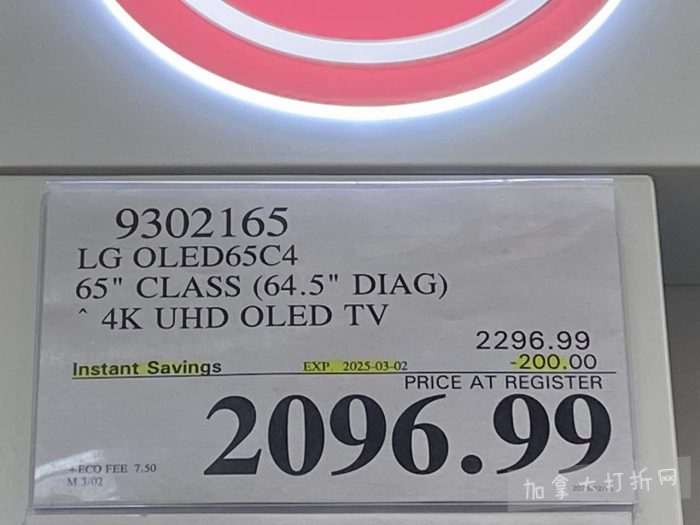 9302165
LG OLED65C4
65" CLASS (64.5" DIAG)
^ 4K UHD OLED TV
2296.99
Instant Savings EXP. 2025-03-02 -200.00
PRICE AT REGISTER
2096.99
+ECO FEE 7.50
M 3/02
加拿大打折网